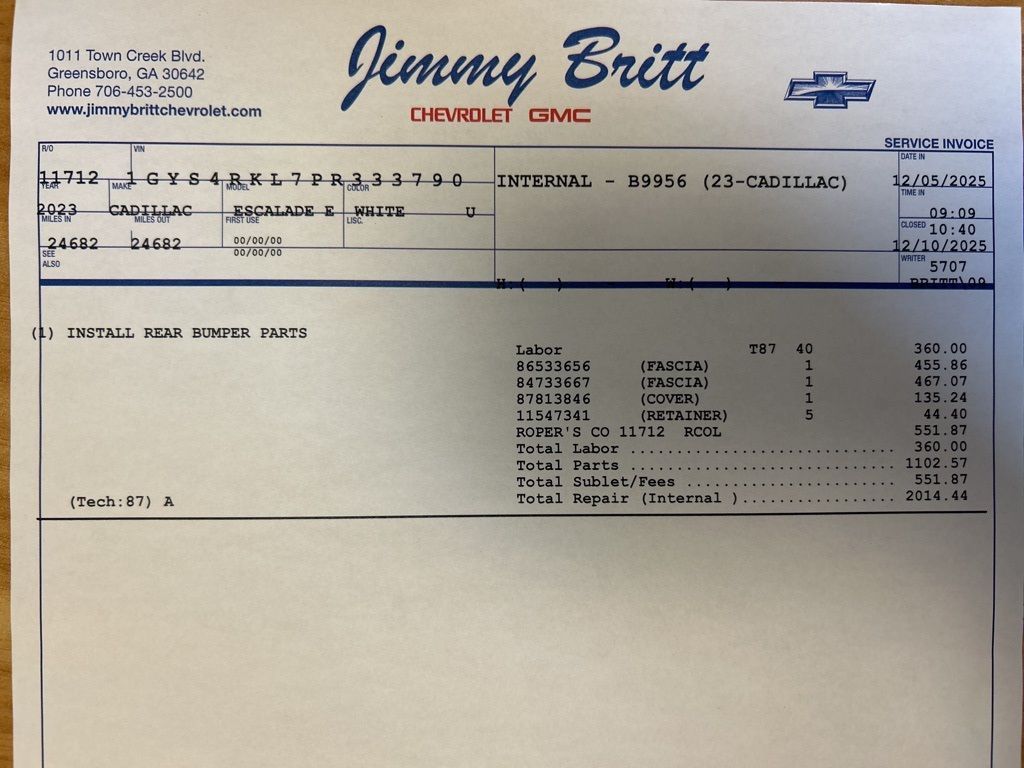 1011 Town Creek Blvd.
Greensboro, GA 30642
Phone 706-453-2500
www.jimmybrittchevrolet.com
Jimmy Britt
CHEVROLET GMC
SERVICE INVOICE
R/O VIN DATE IN
11712 1GYS4RKL7PR333790 INTERNAL - B9956 (23-CADILLAC) 12/05/2025
YEAR MAKE MODEL COLOR TIME IN
2023 CADILLAC ESCALADE E WHITE U 09:09
MILES IN MILES OUT FIRST USE LISC. CLOSED 10:40
24682 24682 00/00/00 12/10/2025
00/00/00
SEE ALSO WRITER 5707
H:( ) - W:( ) - BRITT\09
(1) INSTALL REAR BUMPER PARTS
Labor T87 40 360.00
86533656 (FASCIA) 1 455.86
84733667 (FASCIA) 1 467.07
87813846 (COVER) 1 135.24
11547341 (RETAINER) 5 44.40
ROPER'S CO 11712 RCOL 551.87
Total Labor ............................ 360.00
Total Parts ............................ 1102.57
Total Sublet/Fees ...................... 551.87
(Tech:87) A Total Repair (Internal )................ 2014.44